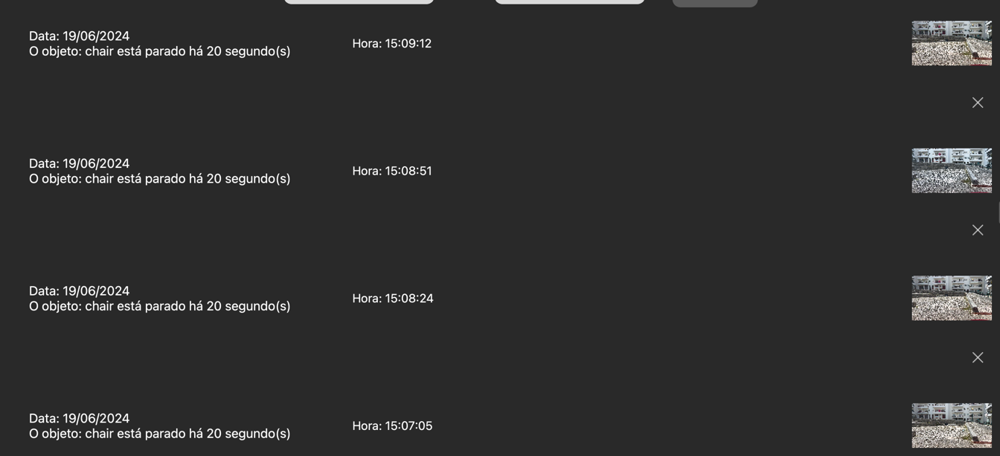 Data: 19/06/2024
O objeto: chair está parado há 20 segundo(s)
Hora: 15:09:12
Data: 19/06/2024
O objeto: chair está parado há 20 segundo(s)
Hora: 15:08:51
Data: 19/06/2024
O objeto: chair está parado há 20 segundo(s)
Hora: 15:08:24
Data: 19/06/2024
O objeto: chair está parado há 20 segundo(s)
Hora: 15:07:05